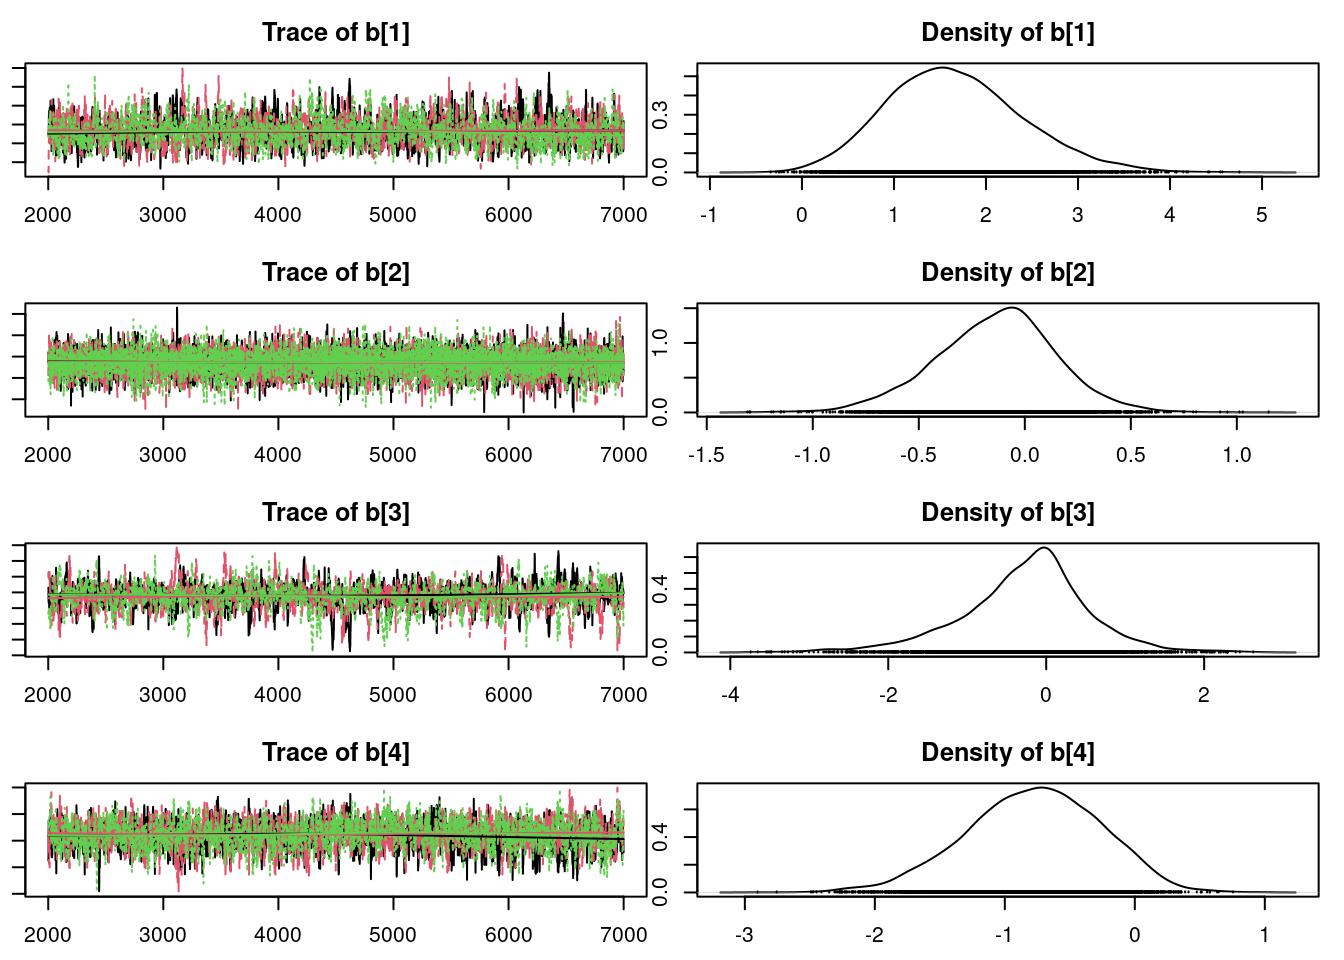 Trace of b[1]
2000 3000 4000 5000 6000 7000
Density of b[1]
0.0 0.3
-1 0 1 2 3 4 5
Trace of b[2]
2000 3000 4000 5000 6000 7000
Density of b[2]
0.0 1.0
-1.5 -1.0 -0.5 0.0 0.5 1.0
Trace of b[3]
2000 3000 4000 5000 6000 7000
Density of b[3]
0.0 0.4
-4 -2 0 2
Trace of b[4]
2000 3000 4000 5000 6000 7000
Density of b[4]
0.0 0.4
-3 -2 -1 0 1